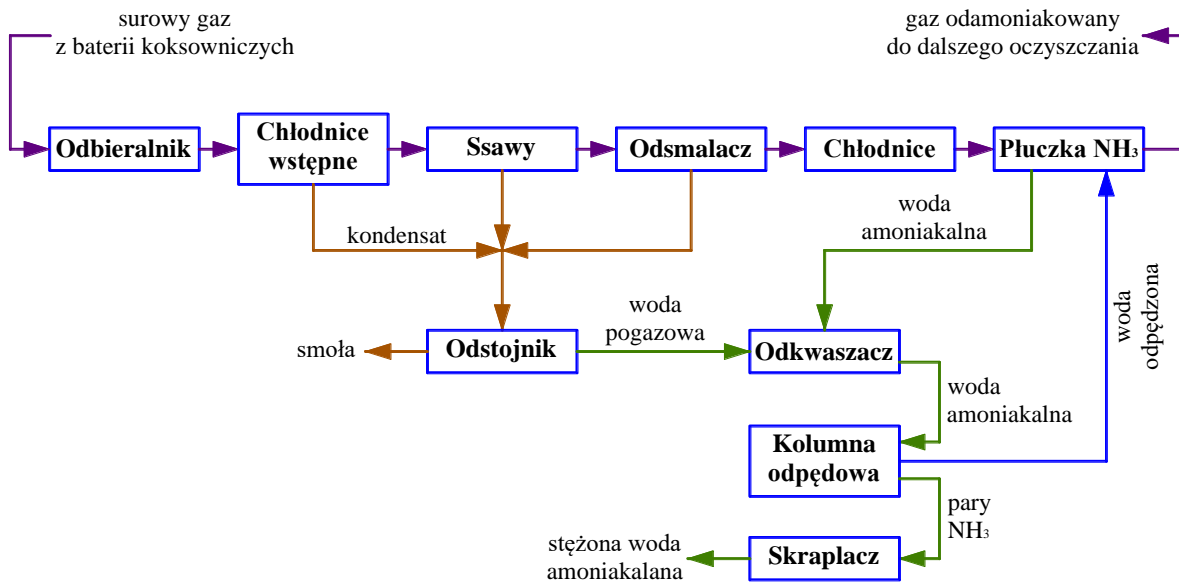 surowy gaz
z baterii koksowniczych
gaz odamoniakowany
do dalszego oczyszczania
Odbieralnik
Chłodnice
wstępne
Ssawy
Odsmalacz
Chłodnice
Płuczka NH₃
kondensat
woda
amoniakalna
woda
odpędzona
smoła
Odstojnik
woda
pogazowa
Odkwaszacz
woda
amoniakalna
Kolumna
odpędowa
pary
NH₃
stężona woda
amoniakalana
Skraplacz